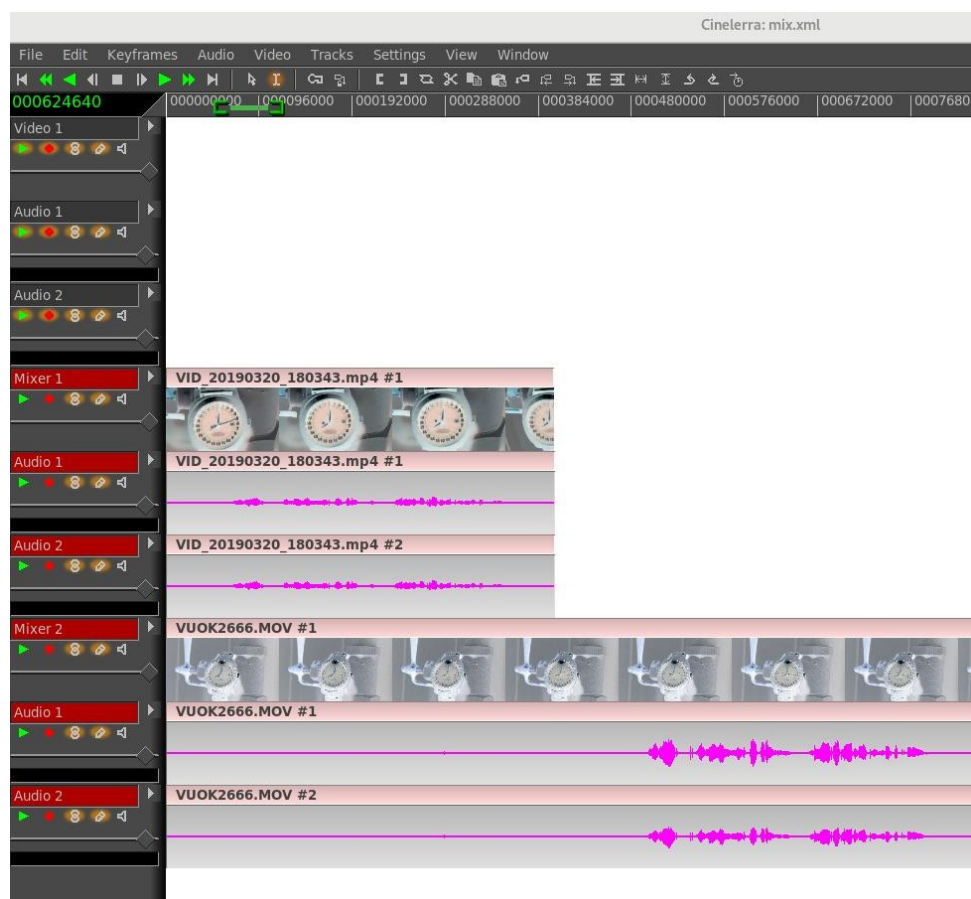 Cinelerra: mix.xml
File Edit Keyframes Audio Video Tracks Settings View Window
000624640
000000000 000096000 000192000 000288000 000384000 000480000 000576000 000672000 0007680
Video 1
Audio 1
Audio 2
Mixer 1 VID_20190320_180343.mp4 #1
Audio 1 VID_20190320_180343.mp4 #1
Audio 2 VID_20190320_180343.mp4 #2
Mixer 2 VUOK2666.MOV #1
Audio 1 VUOK2666.MOV #1
Audio 2 VUOK2666.MOV #2